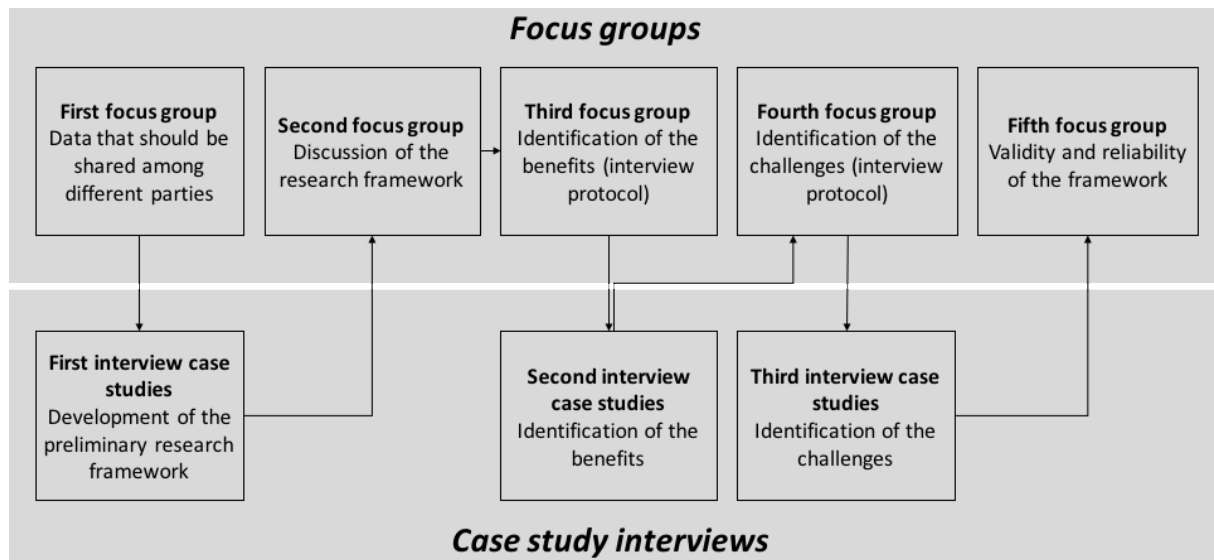 Focus groups
First focus group
Data that should be
shared among
different parties
Second focus group
Discussion of the
research framework
Third focus group
Identification of the
benefits (interview
protocol)
Fourth focus group
Identification of the
challenges (interview
protocol)
Fifth focus group
Validity and reliability
of the framework
First interview case
studies
Development of the
preliminary research
framework
Second interview
case studies
Identification of the
benefits
Third interview case
studies
Identification of the
challenges
Case study interviews